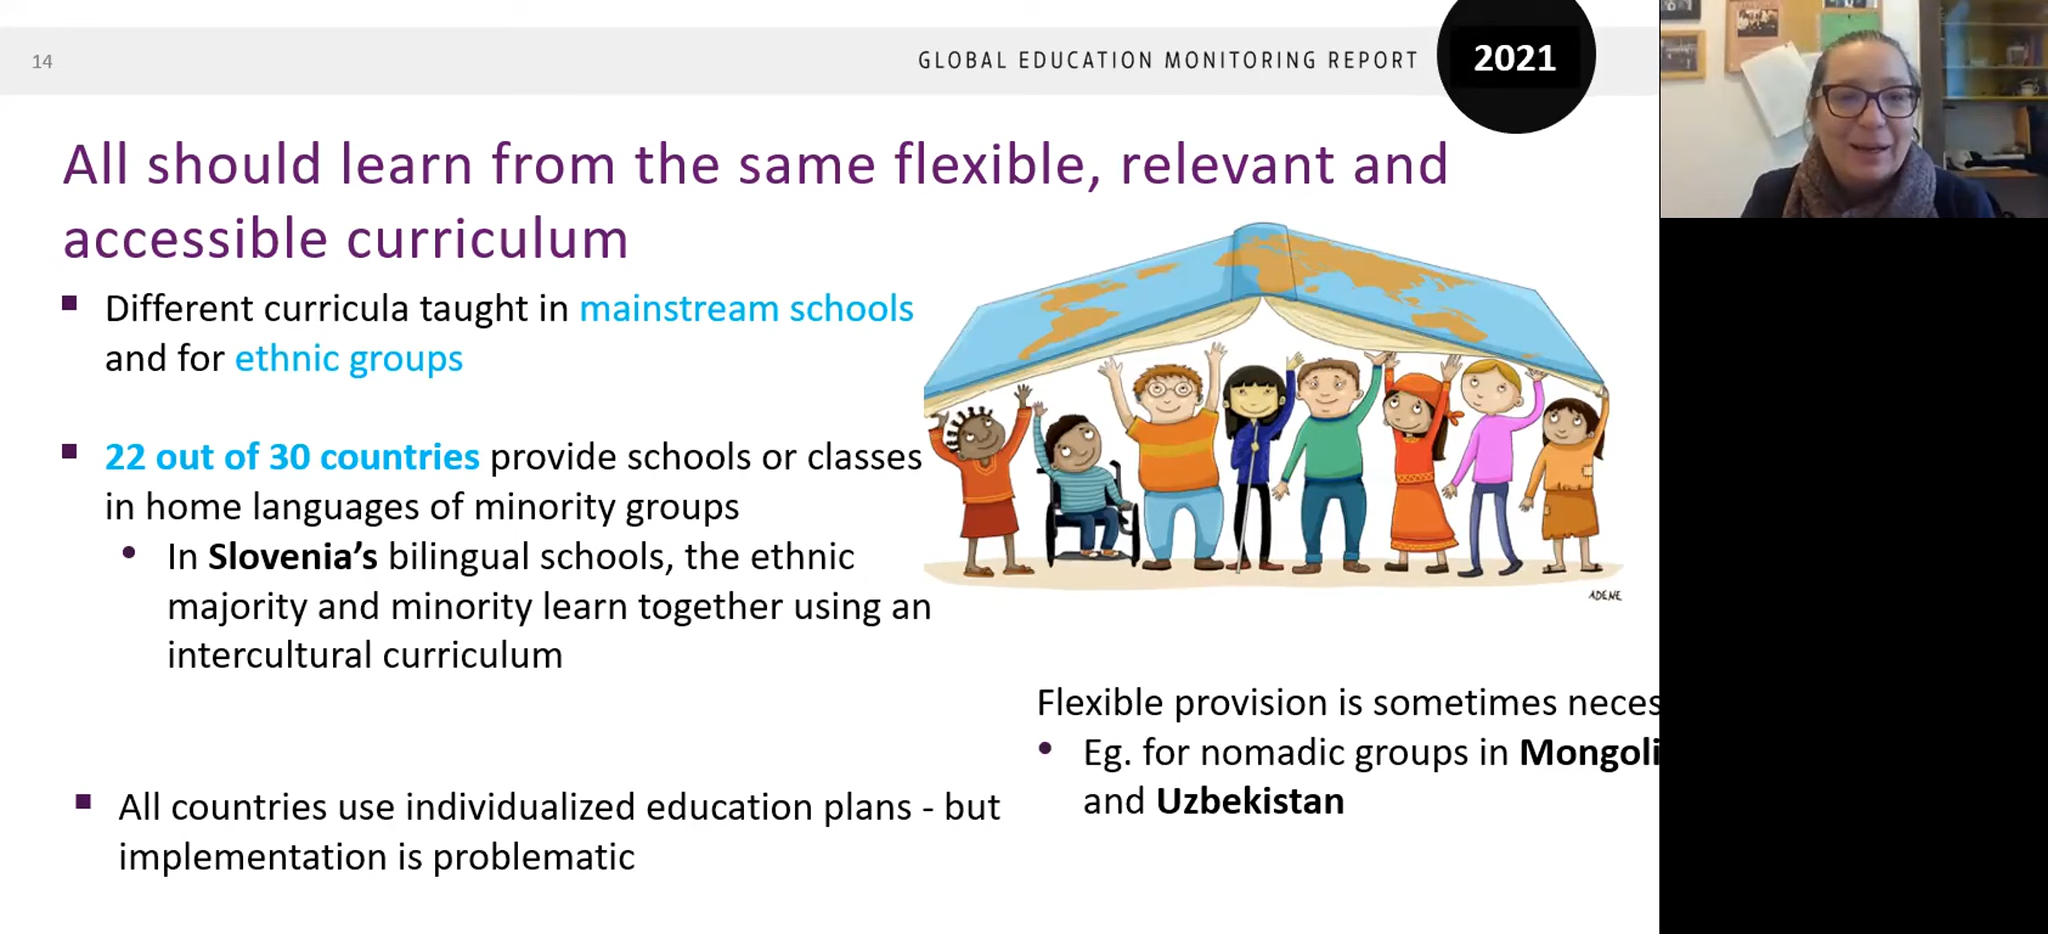 14
GLOBAL EDUCATION MONITORING REPORT
2021
All should learn from the same flexible, relevant and
accessible curriculum
Different curricula taught in mainstream schools
and for ethnic groups
22 out of 30 countries provide schools or classes
in home languages of minority groups
In Slovenia’s bilingual schools, the ethnic
majority and minority learn together using an
intercultural curriculum
ADENE
Flexible provision is sometimes neces
Eg. for nomadic groups in Mongoli
and Uzbekistan
All countries use individualized education plans - but
implementation is problematic